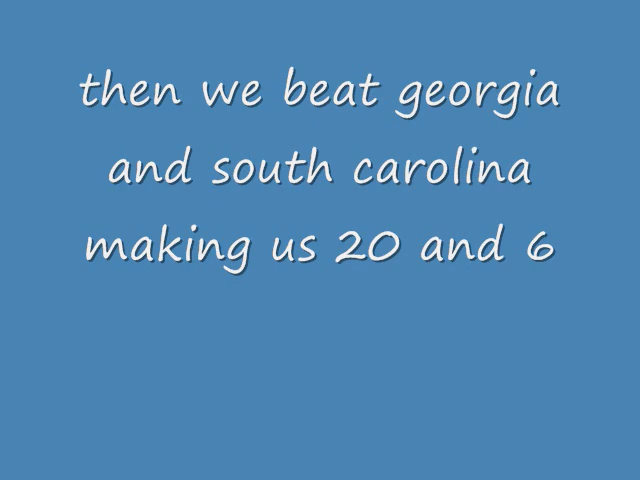 then we beat georgia
and south carolina
making us 20 and 6